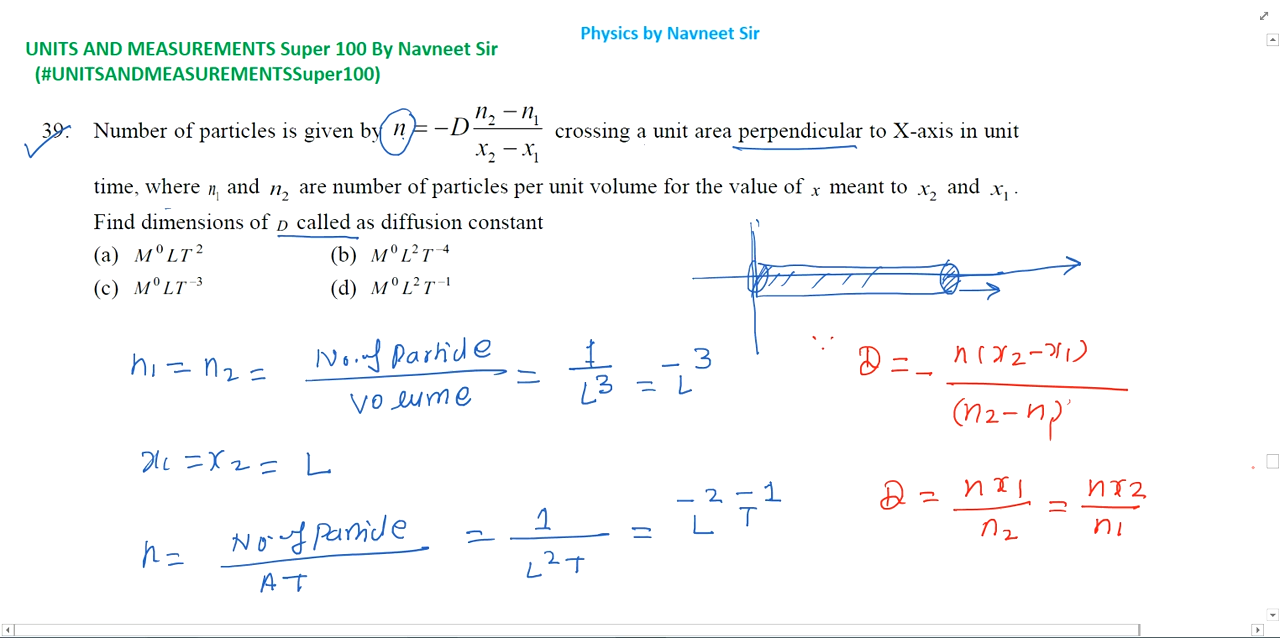 Physics by Navneet Sir
UNITS AND MEASUREMENTS Super 100 By Navneet Sir
(#UNITSANDMEASUREMENTSSuper100)
39. Number of particles is given by n = −D (n₂ − n₁)/(x₂ − x₁) crossing a unit area perpendicular to X-axis in unit
time, where n₁ and n₂ are number of particles per unit volume for the value of x meant to x₂ and x₁.
Find dimensions of D called as diffusion constant
(a) M⁰LT² (b) M⁰L²T⁻⁴
(c) M⁰LT⁻³ (d) M⁰L²T⁻¹
n₁ = n₂ = No. of Particle / Volume = 1/L³ = L⁻³
∵ D = − n(x₂−x₁)/(n₂−n₁)
x₁ = x₂ = L
D = nx₁/n₂ = nx₂/n₁
n = No. of Particle / AT = 1/L²T = L⁻²T⁻¹